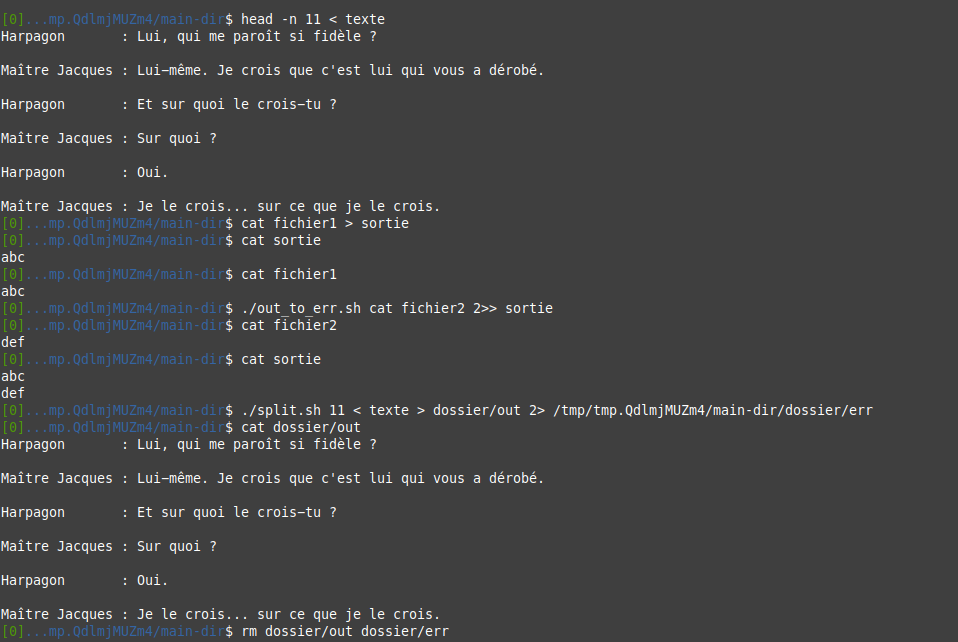 [0]...mp.QdlmjMUZm4/main-dir$ head -n 11 < texte
Harpagon       : Lui, qui me paroît si fidèle ?
Maître Jacques : Lui-même. Je crois que c'est lui qui vous a dérobé.
Harpagon       : Et sur quoi le crois-tu ?
Maître Jacques : Sur quoi ?
Harpagon       : Oui.
Maître Jacques : Je le crois... sur ce que je le crois.
[0]...mp.QdlmjMUZm4/main-dir$ cat fichier1 > sortie
[0]...mp.QdlmjMUZm4/main-dir$ cat sortie
abc
[0]...mp.QdlmjMUZm4/main-dir$ cat fichier1
abc
[0]...mp.QdlmjMUZm4/main-dir$ ./out_to_err.sh cat fichier2 2>> sortie
[0]...mp.QdlmjMUZm4/main-dir$ cat fichier2
def
[0]...mp.QdlmjMUZm4/main-dir$ cat sortie
abc
def
[0]...mp.QdlmjMUZm4/main-dir$ ./split.sh 11 < texte > dossier/out 2> /tmp/tmp.QdlmjMUZm4/main-dir/dossier/err
[0]...mp.QdlmjMUZm4/main-dir$ cat dossier/out
Harpagon       : Lui, qui me paroît si fidèle ?
Maître Jacques : Lui-même. Je crois que c'est lui qui vous a dérobé.
Harpagon       : Et sur quoi le crois-tu ?
Maître Jacques : Sur quoi ?
Harpagon       : Oui.
Maître Jacques : Je le crois... sur ce que je le crois.
[0]...mp.QdlmjMUZm4/main-dir$ rm dossier/out dossier/err